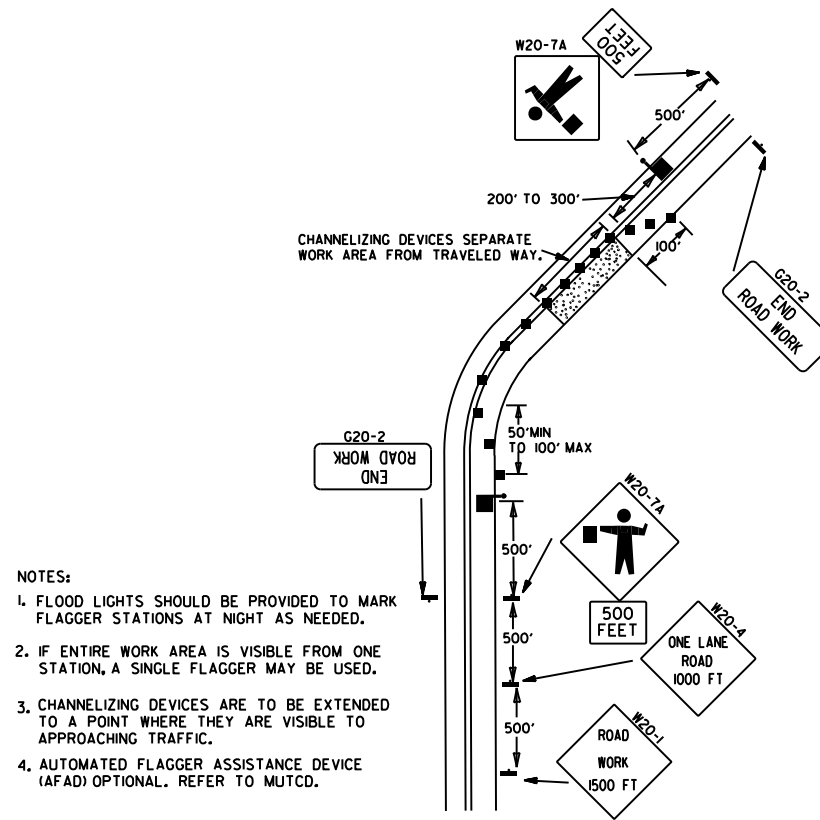 W20-7A
500
FEET
500'
200' TO 300'
CHANNELIZING DEVICES SEPARATE
WORK AREA FROM TRAVELED WAY.
100'
G20-2
END
ROAD WORK
G20-2
END
ROAD WORK
50'MIN
TO 100' MAX
W20-7A
500'
500
FEET
W20-4
ONE LANE
ROAD
1000 FT
500'
W20-1
ROAD
WORK
1500 FT
500'
NOTES:
1. FLOOD LIGHTS SHOULD BE PROVIDED TO MARK
FLAGGER STATIONS AT NIGHT AS NEEDED.
2. IF ENTIRE WORK AREA IS VISIBLE FROM ONE
STATION, A SINGLE FLAGGER MAY BE USED.
3. CHANNELIZING DEVICES ARE TO BE EXTENDED
TO A POINT WHERE THEY ARE VISIBLE TO
APPROACHING TRAFFIC.
4. AUTOMATED FLAGGER ASSISTANCE DEVICE
(AFAD) OPTIONAL. REFER TO MUTCD.